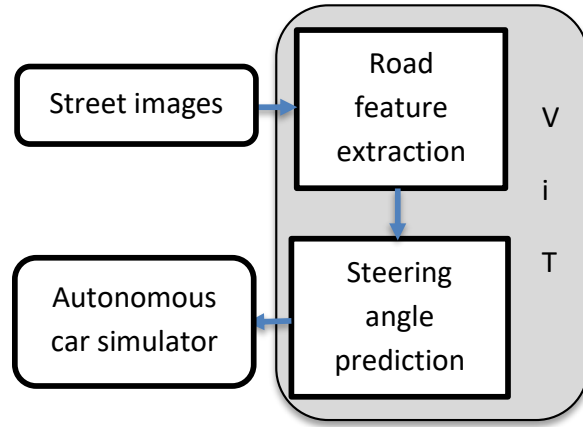 Street images
Road
feature
extraction
V
i
T
Steering
angle
prediction
Autonomous
car simulator